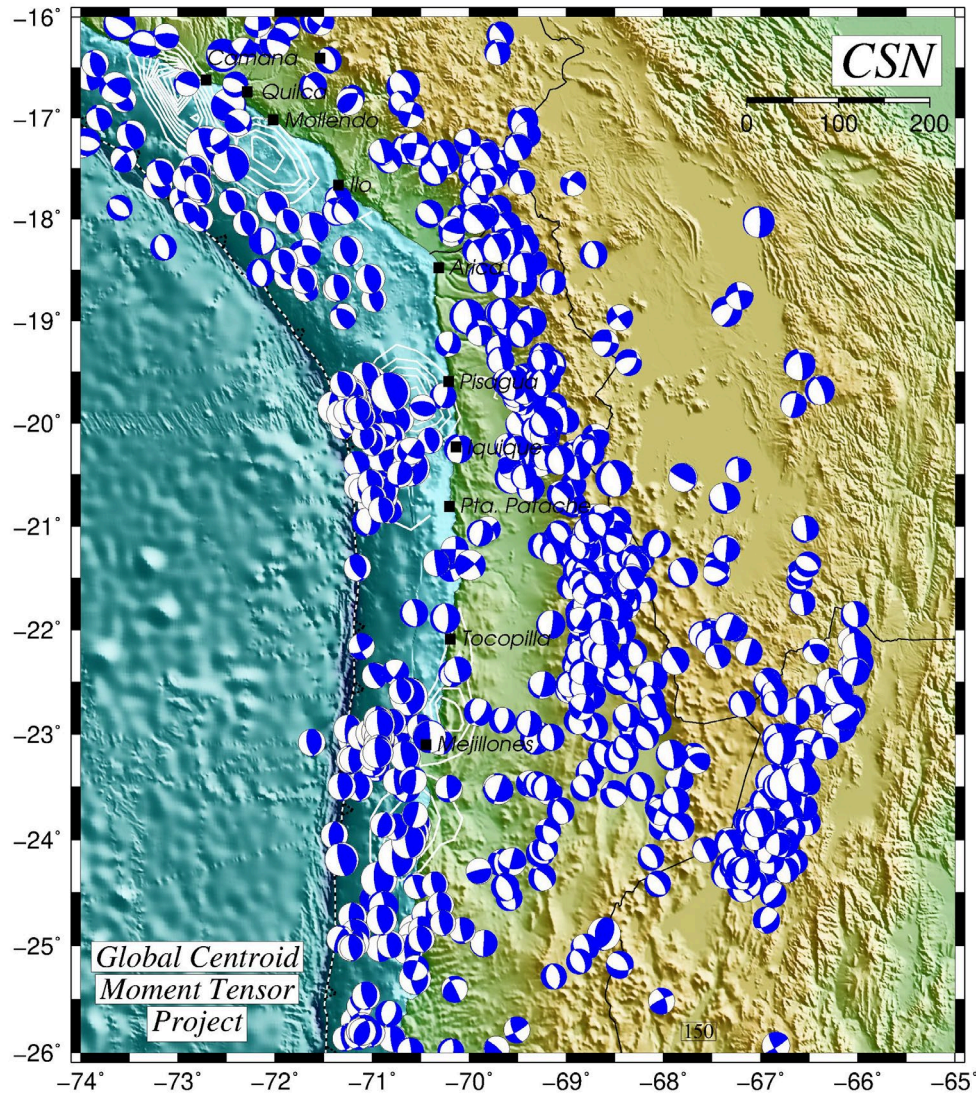 −16°
−17°
−18°
−19°
−20°
−21°
−22°
−23°
−24°
−25°
−26°
CSN
0 100 200
Camana
Quilca
Mollendo
Ilo
Arica
Pisagua
Iquique
Pta. Patache
Tocopilla
Mejillones
Global Centroid
Moment Tensor
Project
150
−74° −73° −72° −71° −70° −69° −68° −67° −66° −65°